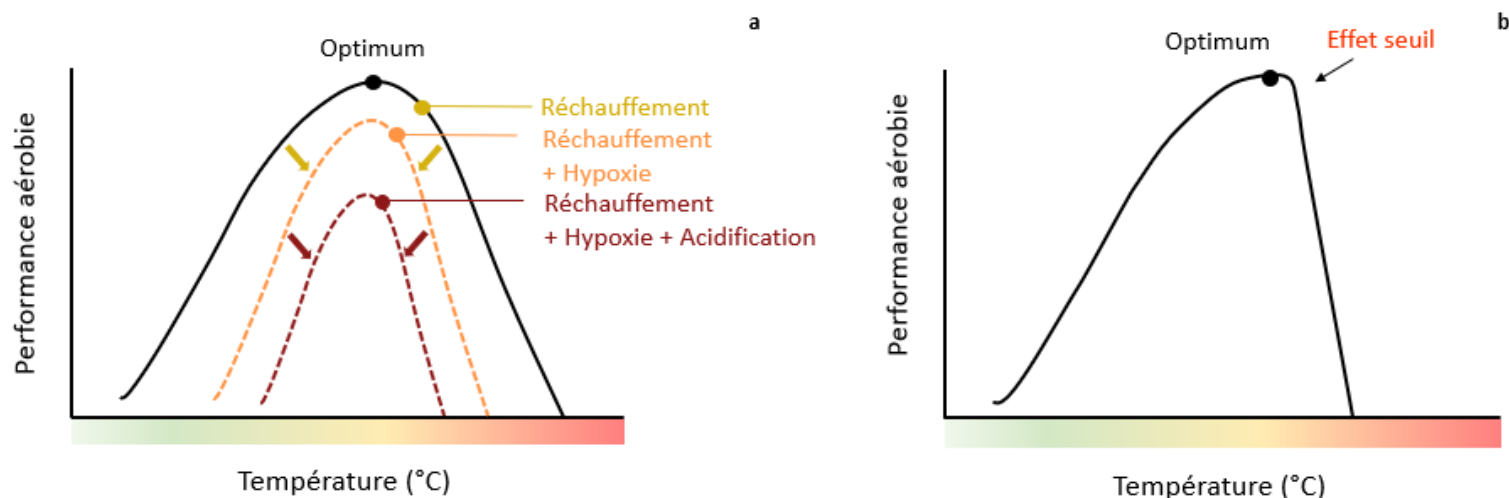 a
Optimum
Performance aérobie
Réchauffement
Réchauffement
+ Hypoxie
Réchauffement
+ Hypoxie + Acidification
Température (°C)
b
Optimum
Effet seuil
Performance aérobie
Température (°C)